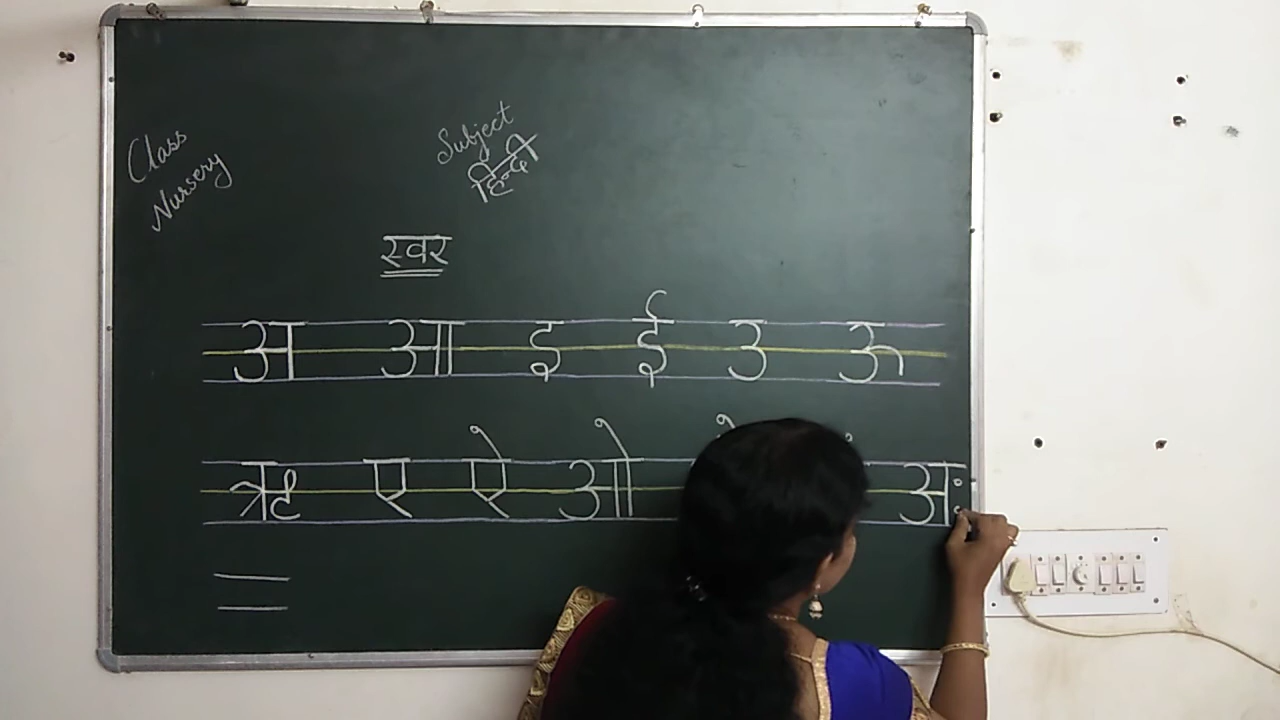 Class
Nursery
Subject
हिन्दी
स्वर
अ आ इ ई उ ऊ
ऋ ए ऐ ओ अः